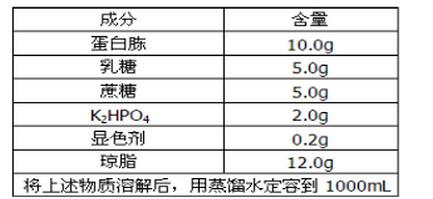 成分 含量
蛋白胨 10.0g
乳糖 5.0g
蔗糖 5.0g
K₂HPO₄ 2.0g
显色剂 0.2g
琼脂 12.0g
将上述物质溶解后，用蒸馏水定容到 1000mL